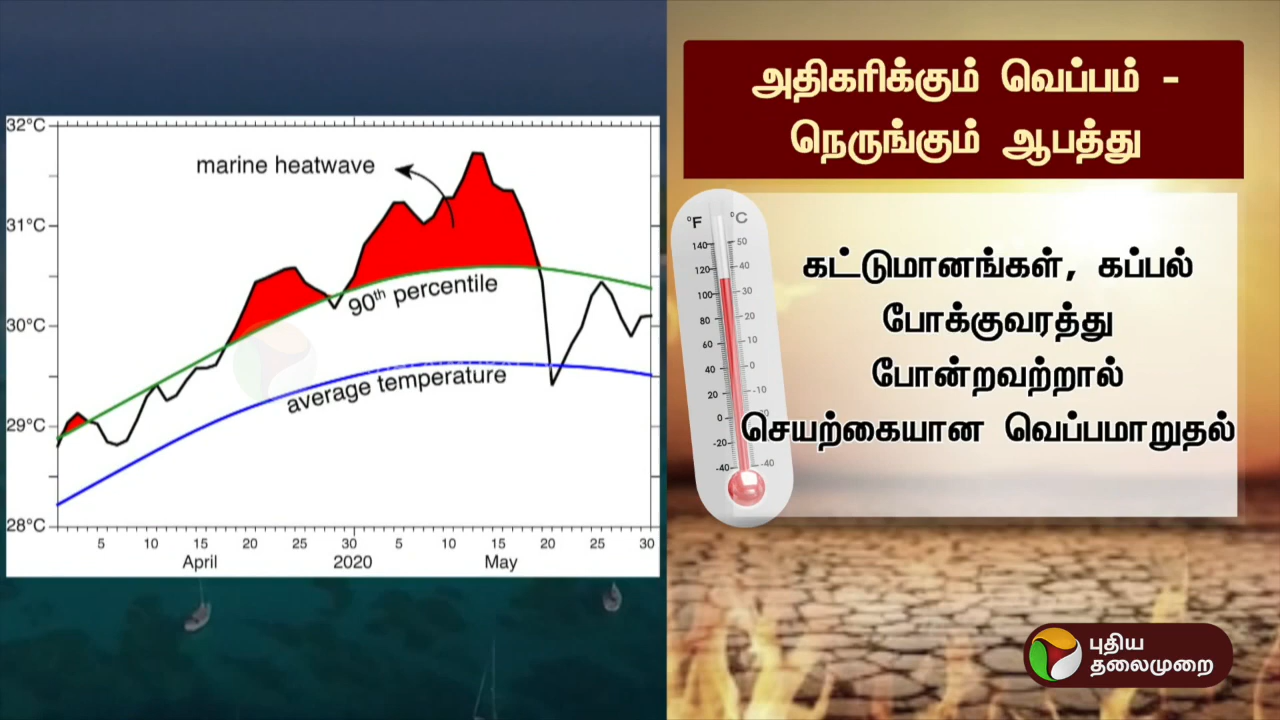 அதிகரிக்கும் வெப்பம் -
நெருங்கும் ஆபத்து
32°C
31°C
30°C
29°C
28°C
marine heatwave
90th percentile
average temperature
5 10 15 20 25 30 5 10 15 20 25 30
April 2020 May
°F °C
140 50
120 40
100 30
80 20
60 10
40 0
20 -10
0
-20
-40 -40
கட்டுமானங்கள், கப்பல்
போக்குவரத்து
போன்றவற்றால்
செயற்கையான வெப்பமாறுதல்
புதிய
தலைமுறை